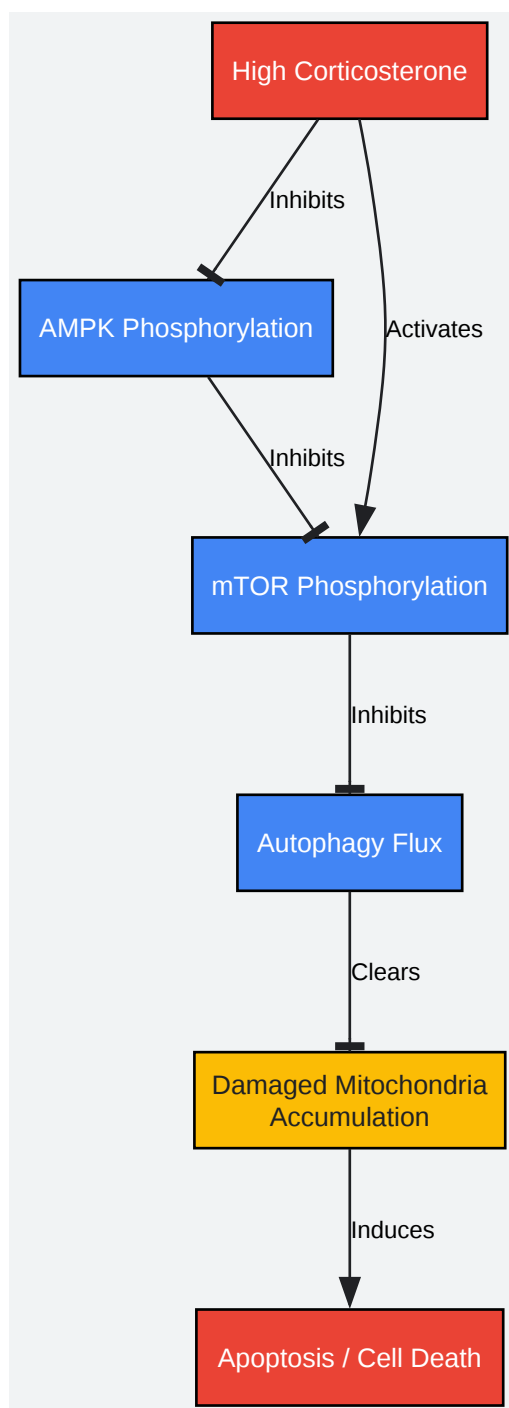 High Corticosterone
Inhibits
AMPK Phosphorylation
Activates
Inhibits
mTOR Phosphorylation
Inhibits
Autophagy Flux
Clears
Damaged Mitochondria
Accumulation
Induces
Apoptosis / Cell Death